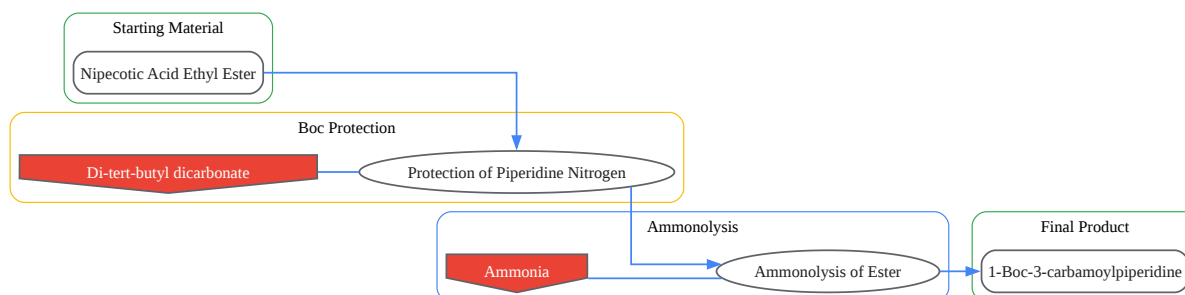 Starting Material
Nipecotic Acid Ethyl Ester
Boc Protection
Di-tert-butyl dicarbonate
Protection of Piperidine Nitrogen
Ammonolysis
Ammonia
Ammonolysis of Ester
Final Product
1-Boc-3-carbamoylpiperidine